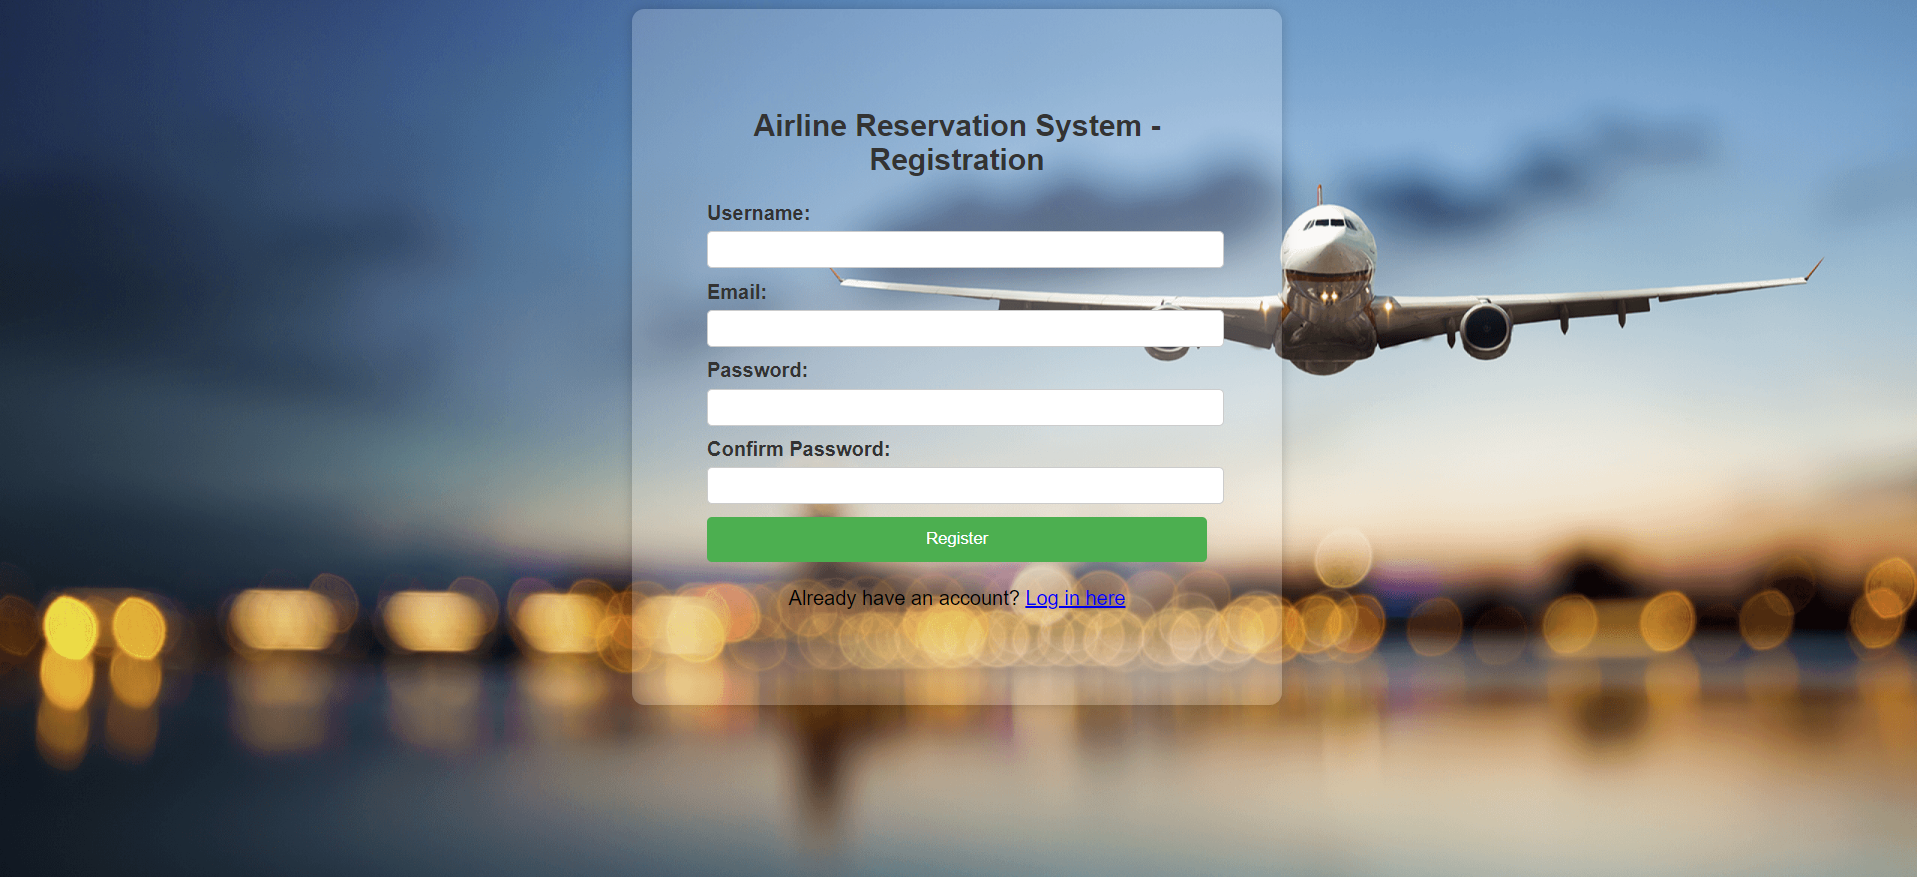 Airline Reservation System -
Registration
Username:
Email:
Password:
Confirm Password:
Register
Already have an account? Log in here